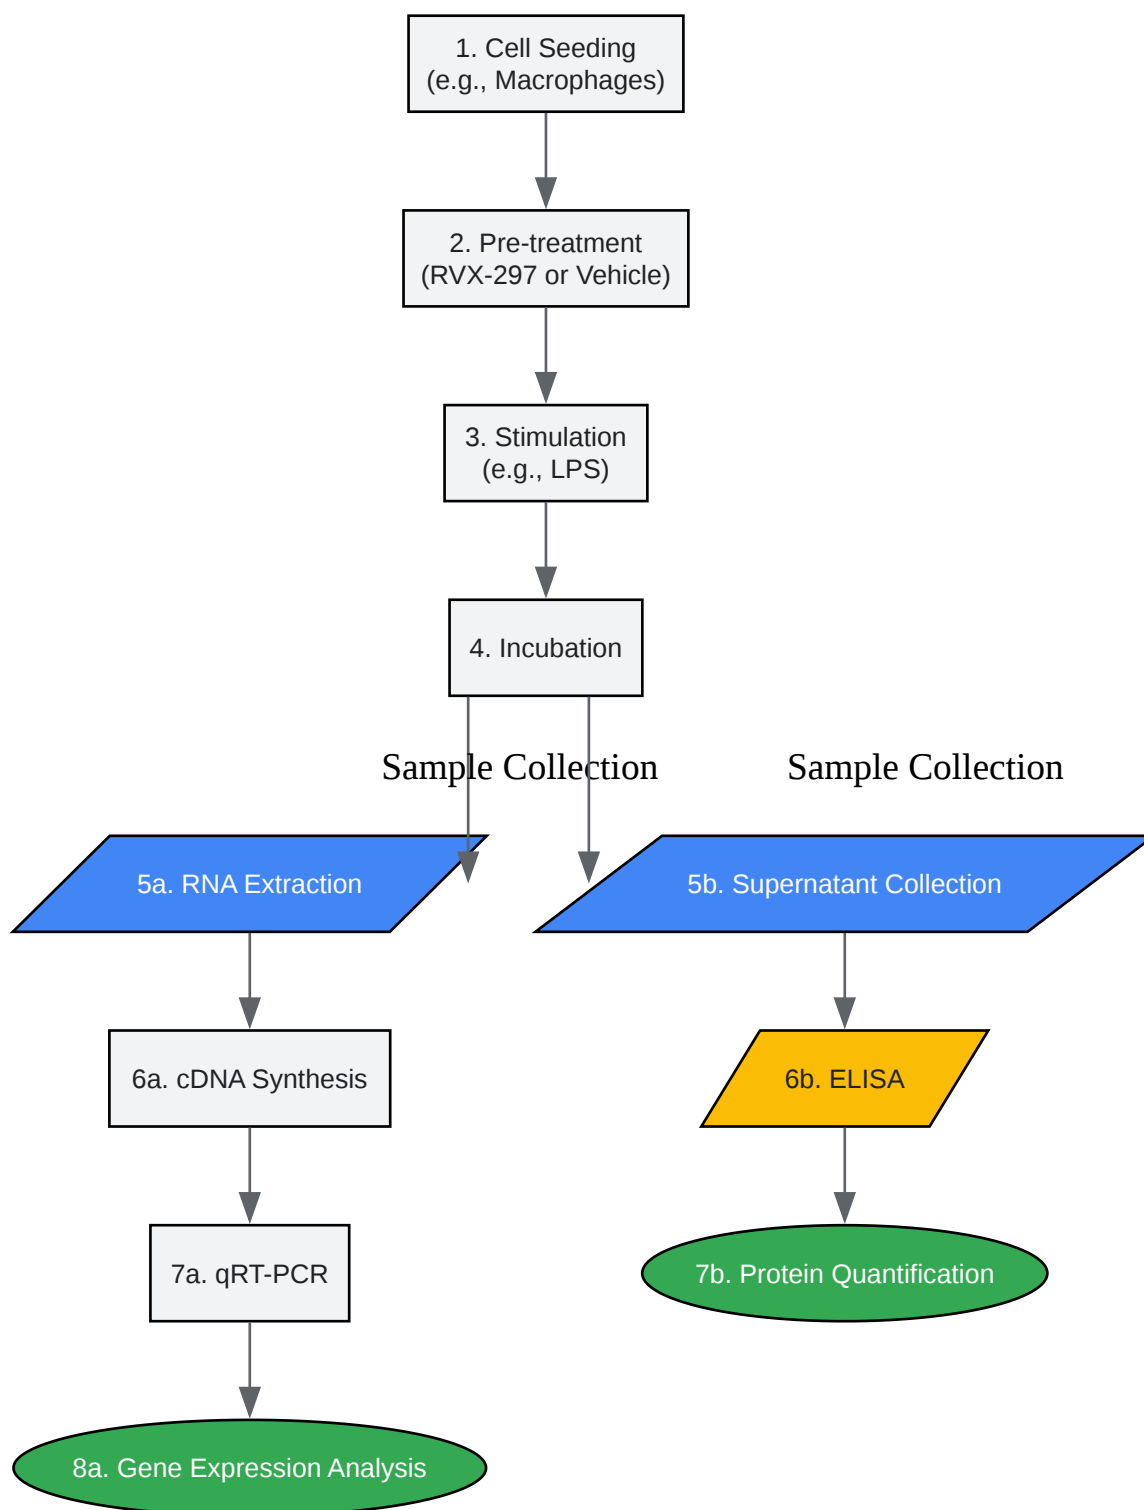 1. Cell Seeding
(e.g., Macrophages)
2. Pre-treatment
(RVX-297 or Vehicle)
3. Stimulation
(e.g., LPS)
4. Incubation
Sample Collection
Sample Collection
5a. RNA Extraction
5b. Supernatant Collection
6a. cDNA Synthesis
6b. ELISA
7a. qRT-PCR
7b. Protein Quantification
8a. Gene Expression Analysis